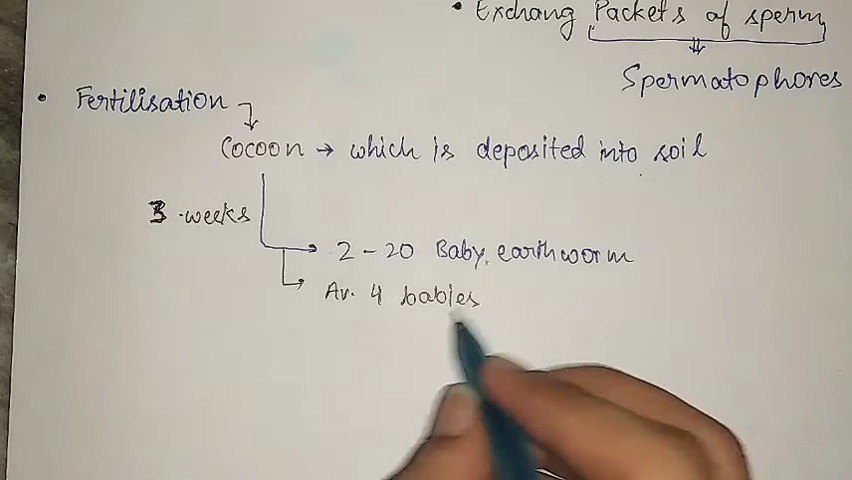 • Exchang Packets of sperm
Spermatophores
• Fertilisation
Cocoon → which is deposited into soil
3 weeks
2 - 20 Baby earthworm
Av. 4 babies